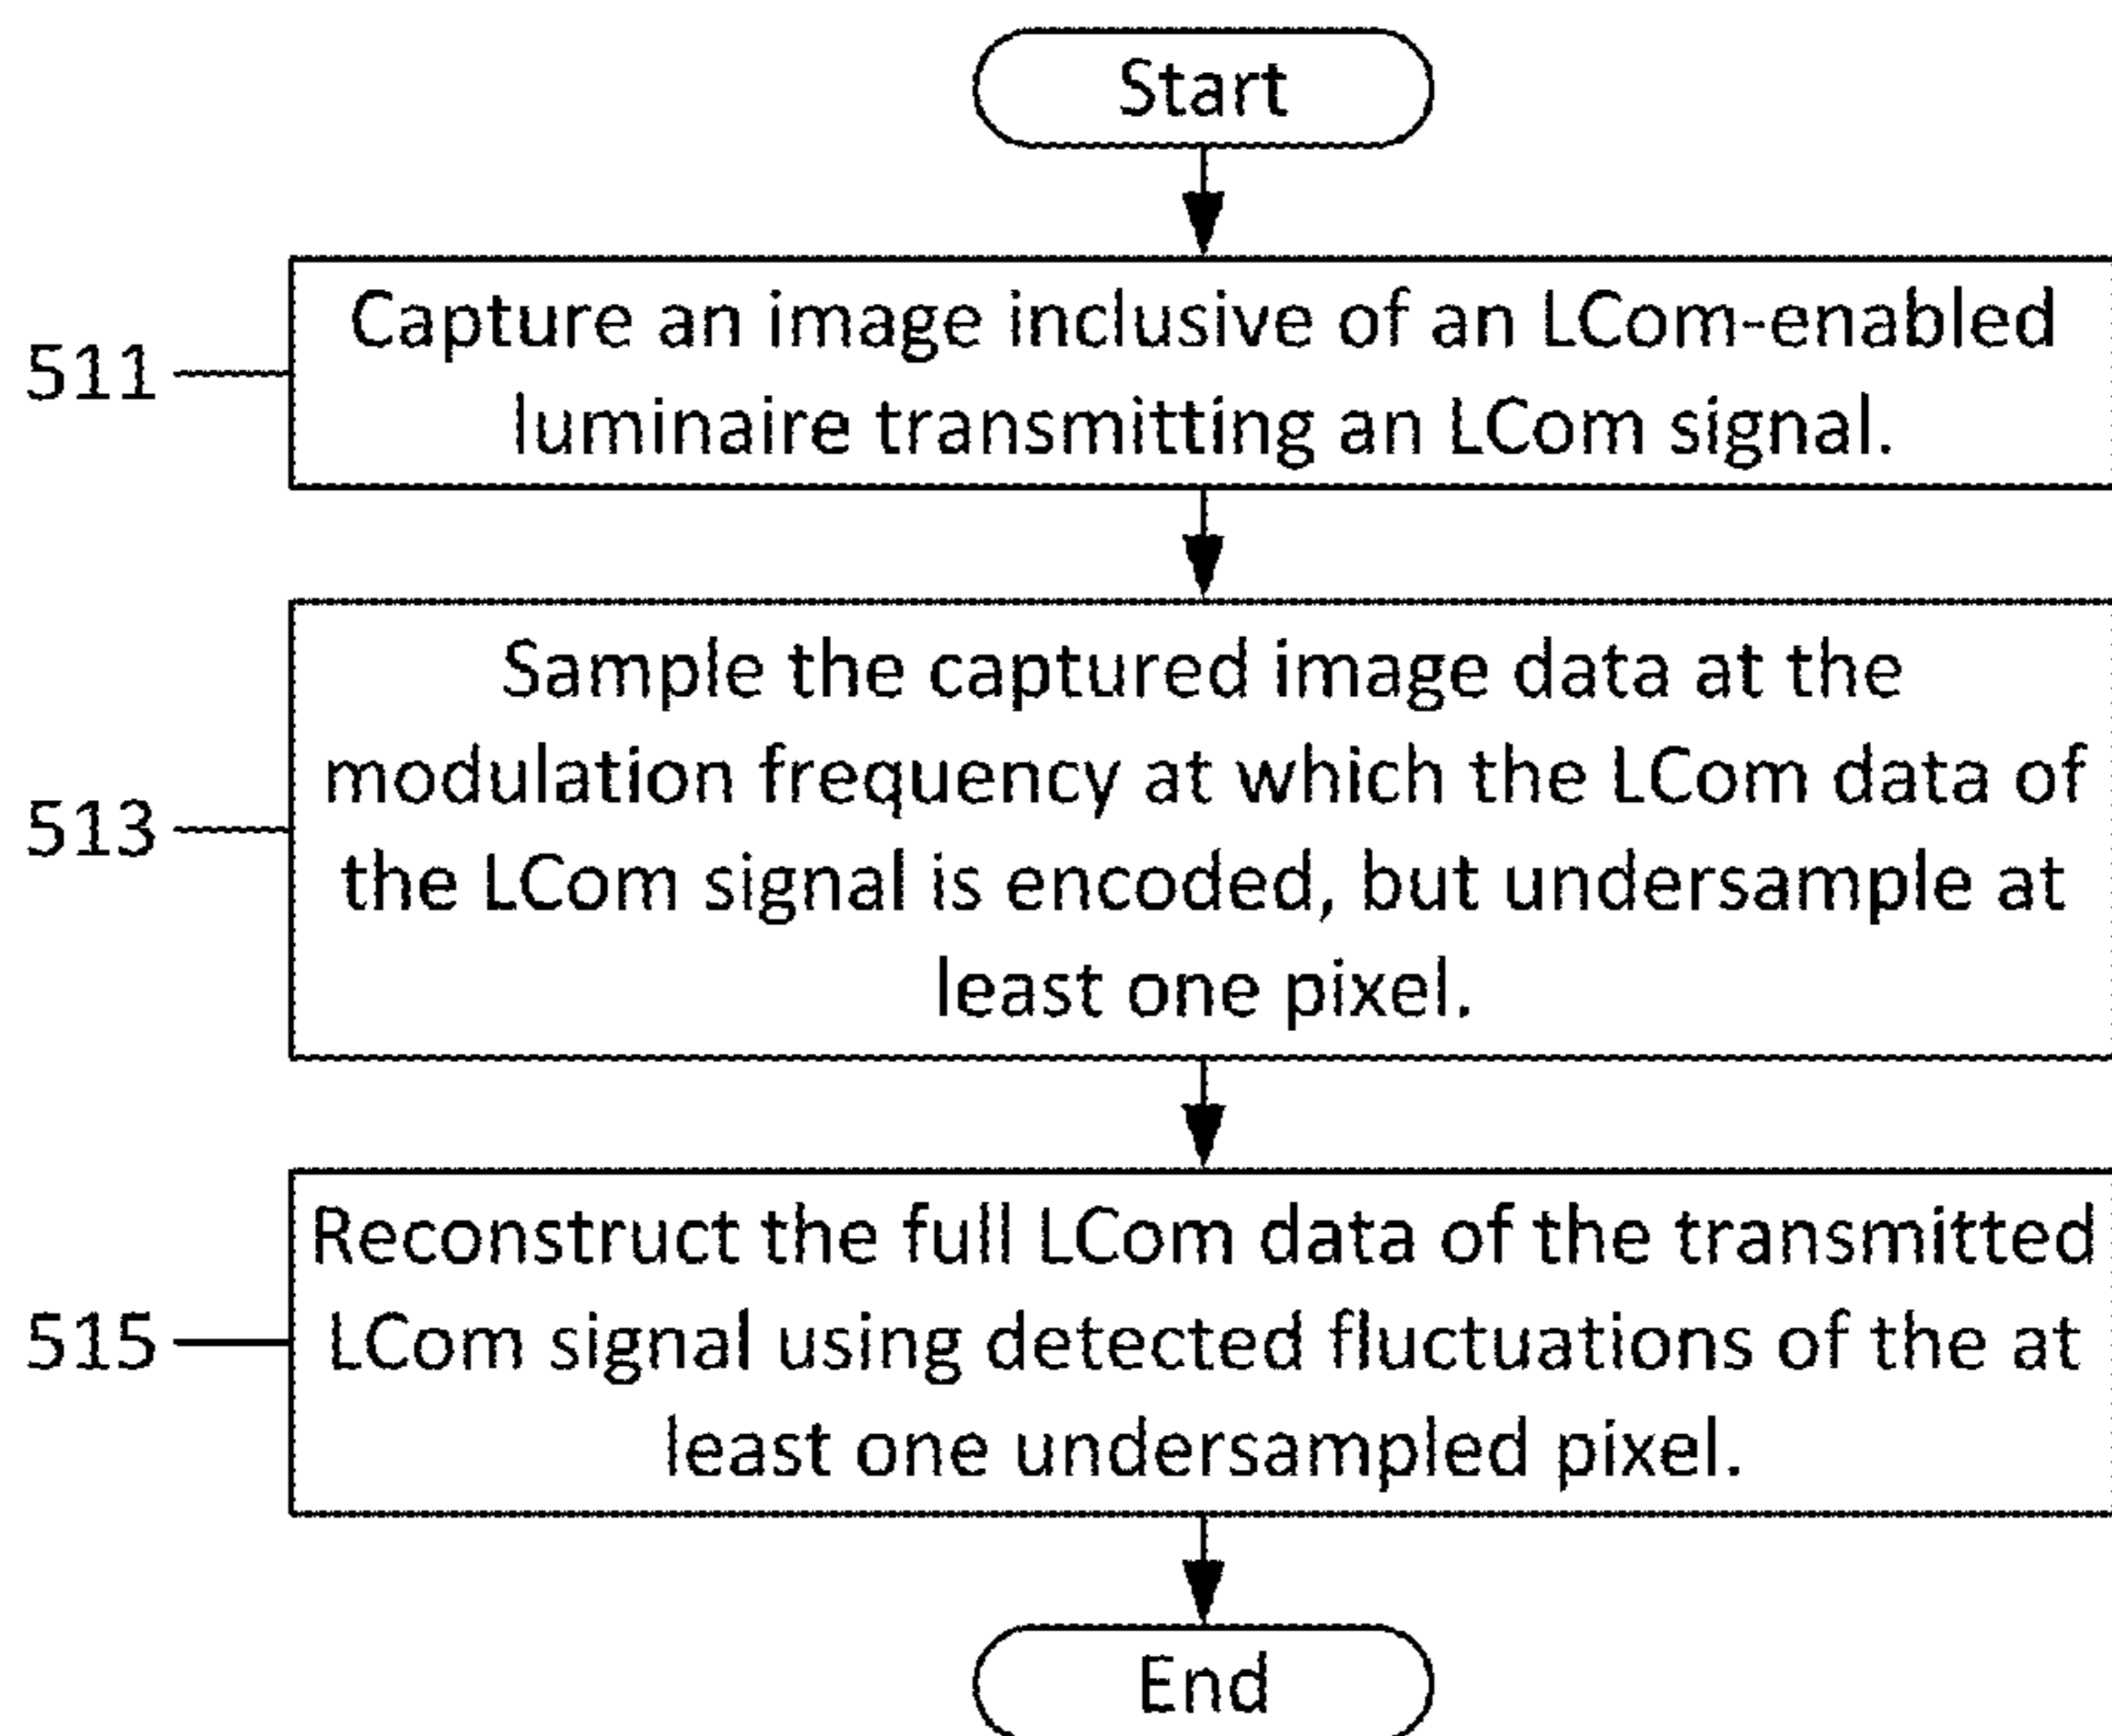 Start
511
Capture an image inclusive of an LCom-enabled
luminaire transmitting an LCom signal.
513
Sample the captured image data at the
modulation frequency at which the LCom data of
the LCom signal is encoded, but undersample at
least one pixel.
515
Reconstruct the full LCom data of the transmitted
LCom signal using detected fluctuations of the at
least one undersampled pixel.
End